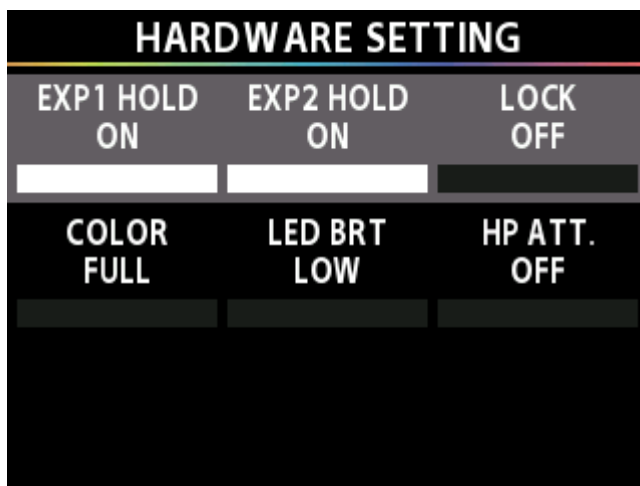 HARDWARE SETTING
EXP1 HOLD EXP2 HOLD LOCK
ON ON OFF
COLOR LED BRT HP ATT.
FULL LOW OFF